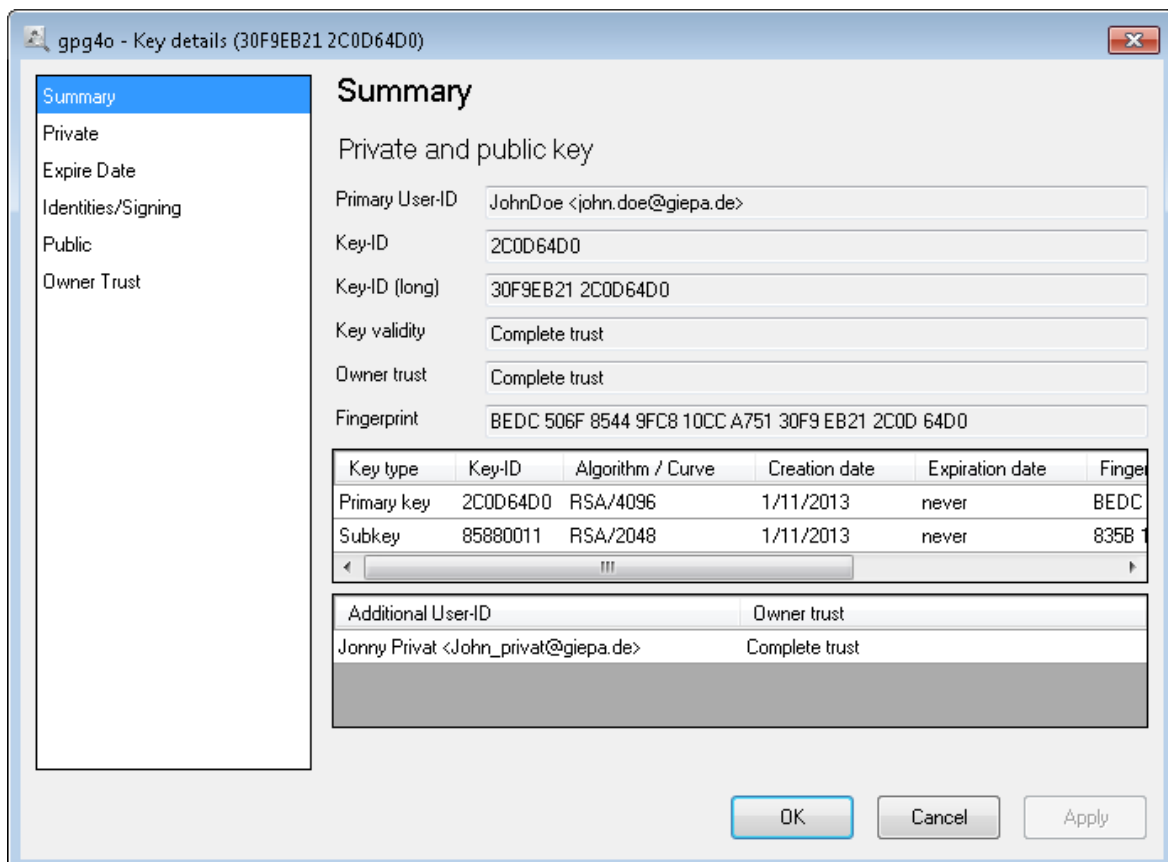 gpg4o - Key details (30F9EB21 2C0D64D0)
Summary
Private
Expire Date
Identities/Signing
Public
Owner Trust
Summary
Private and public key
Primary User-ID JohnDoe <john.doe@giepa.de>
Key-ID 2C0D64D0
Key-ID (long) 30F9EB21 2C0D64D0
Key validity Complete trust
Owner trust Complete trust
Fingerprint BEDC 506F 8544 9FC8 10CC A751 30F9 EB21 2C0D 64D0
Key type Key-ID Algorithm / Curve Creation date Expiration date Finger
Primary key 2C0D64D0 RSA/4096 1/11/2013 never BEDC
Subkey 85880011 RSA/2048 1/11/2013 never 835B 1
Additional User-ID Owner trust
Jonny Privat <John_privat@giepa.de> Complete trust
OK Cancel Apply